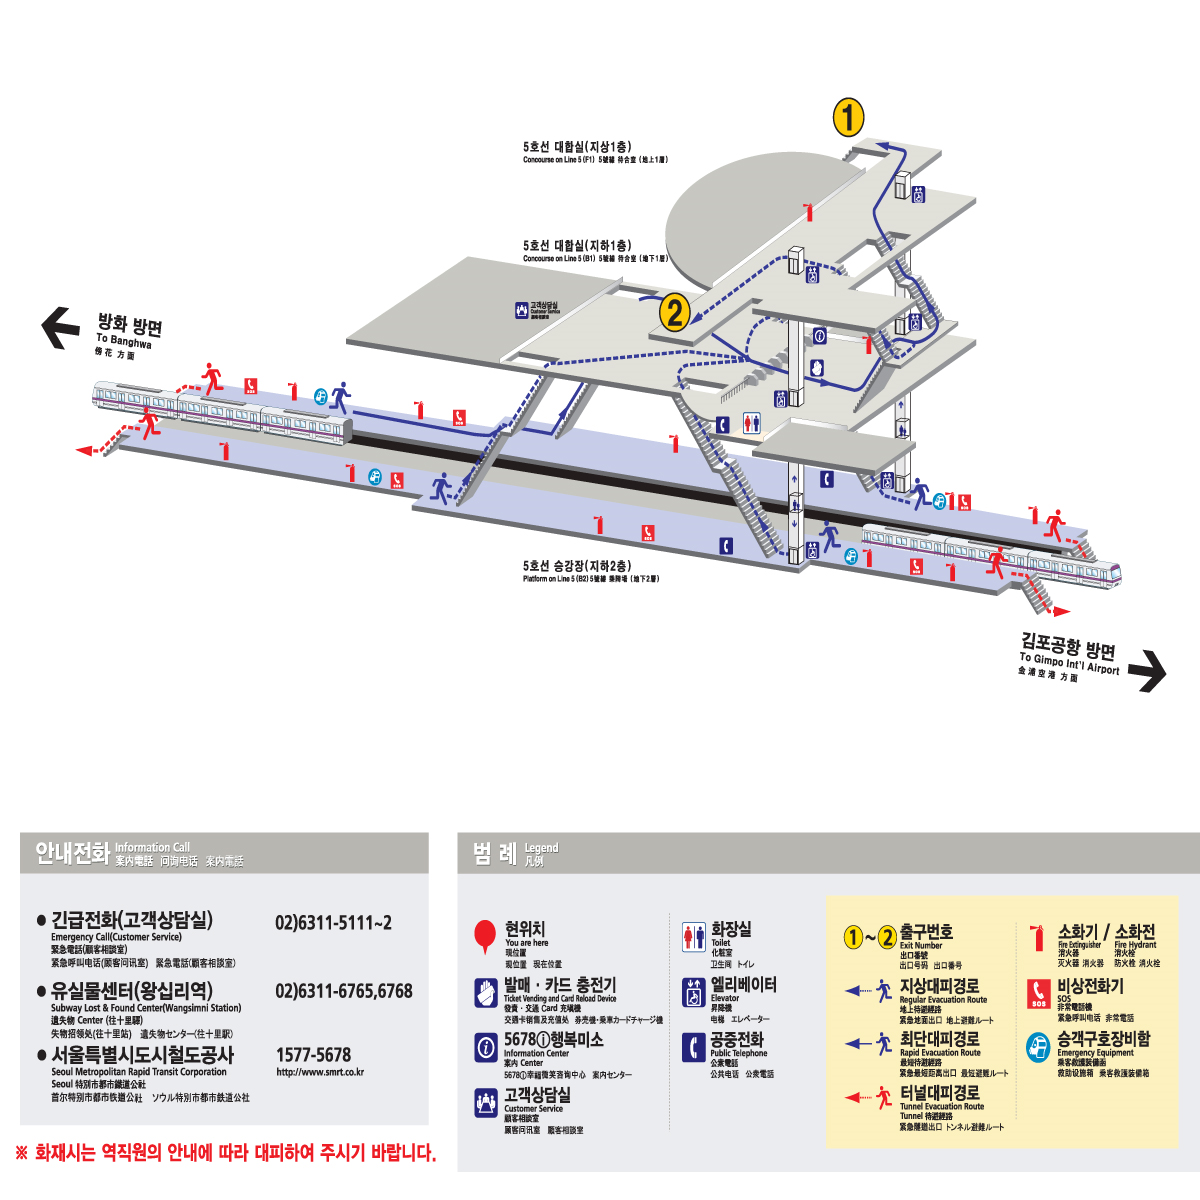 1
5호선 대합실(지상1층)
Concourse on Line 5 (F1) 5號線 待合室 (地上1層)
5호선 대합실(지하1층)
Concourse on Line 5 (B1) 5號線 待合室 (地下1層)
고객상담실
Customer Service
顧客相談室
2
방화 방면
To Banghwa
傍花 方面
SOS
SOS
SOS
SOS
SOS
SOS
SOS
5호선 승강장(지하2층)
Platform on Line 5 (B2) 5號線 乘降場 (地下2層)
김포공항 방면
To Gimpo Int'l Airport
金浦空港 方面
안내전화 Information Call
案內電話 问询电话 案内電話
● 긴급전화(고객상담실) 02)6311-5111~2
Emergency Call(Customer Service)
緊急電話(顧客相談室)
紧急呼叫电话(顾客问讯室) 緊急電話(顧客相談室)
● 유실물센터(왕십리역) 02)6311-6765,6768
Subway Lost & Found Center(Wangsimni Station)
遺失物 Center (往十里驛)
失物招领处(往十里站) 遺失物センター(往十里駅)
● 서울특별시도시철도공사 1577-5678
Seoul Metropolitan Rapid Transit Corporation http://www.smrt.co.kr
Seoul 特別市都市鐵道公社
首尔特別市都市铁道公社 ソウル特別市都市鉄道公社
※ 화재시는 역직원의 안내에 따라 대피하여 주시기 바랍니다.
범 례 Legend
凡例
현위치
You are here
現位置
现位置 現在位置
발매 · 카드 충전기
Ticket Vending and Card Reload Device
發賣 · 交通 Card 充塡機
交通卡销售及充值处 券売機・乗車カードチャージ機
5678ⓘ행복미소
Information Center
案內 Center
5678ⓘ幸福微笑咨询中心 案内センター
고객상담실
Customer Service
顧客相談室
顾客问讯室 顧客相談室
화장실
Toilet
化粧室
卫生间 トイレ
엘리베이터
Elevator
昇降機
电梯 エレベーター
공중전화
Public Telephone
公衆電話
公共电话 公衆電話
1 ~ 2 출구번호
Exit Number
出口番號
出口号码 出口番号
지상대피경로
Regular Evacuation Route
地上待避經路
紧急地面出口 地上避難ルート
최단대피경로
Rapid Evacuation Route
最短待避經路
紧急最短距离出口 最短避難ルート
터널대피경로
Tunnel Evacuation Route
Tunnel 待避經路
紧急隧道出口 トンネル避難ルート
소화기 / 소화전
Fire Extinguisher Fire Hydrant
消火器 消火栓
灭火器 消火器 防火栓 消火栓
SOS
비상전화기
SOS
非常電話機
紧急呼叫电话 非常電話
승객구호장비함
Emergency Equipment
乘客救護裝備函
救助设施箱 乗客救護装備箱